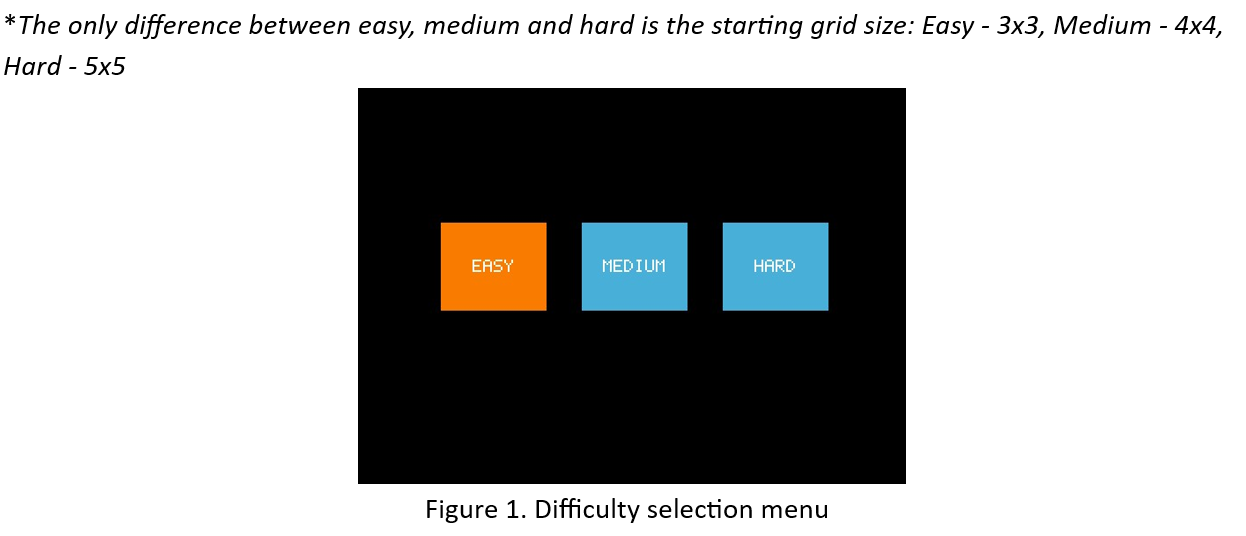 *The only difference between easy, medium and hard is the starting grid size: Easy - 3x3, Medium - 4x4,
Hard - 5x5
EASY
MEDIUM
HARD
Figure 1. Difficulty selection menu